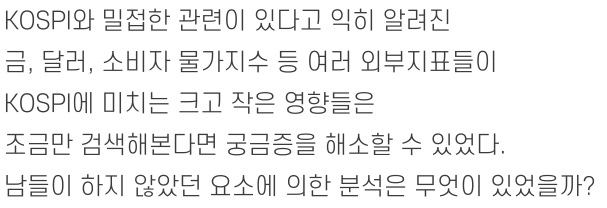 KOSPI와 밀접한 관련이 있다고 익히 알려진
금, 달러, 소비자 물가지수 등 여러 외부지표들이
KOSPI에 미치는 크고 작은 영향들은
조금만 검색해본다면 궁금증을 해소할 수 있었다.
남들이 하지 않았던 요소에 의한 분석은 무엇이 있었을까?